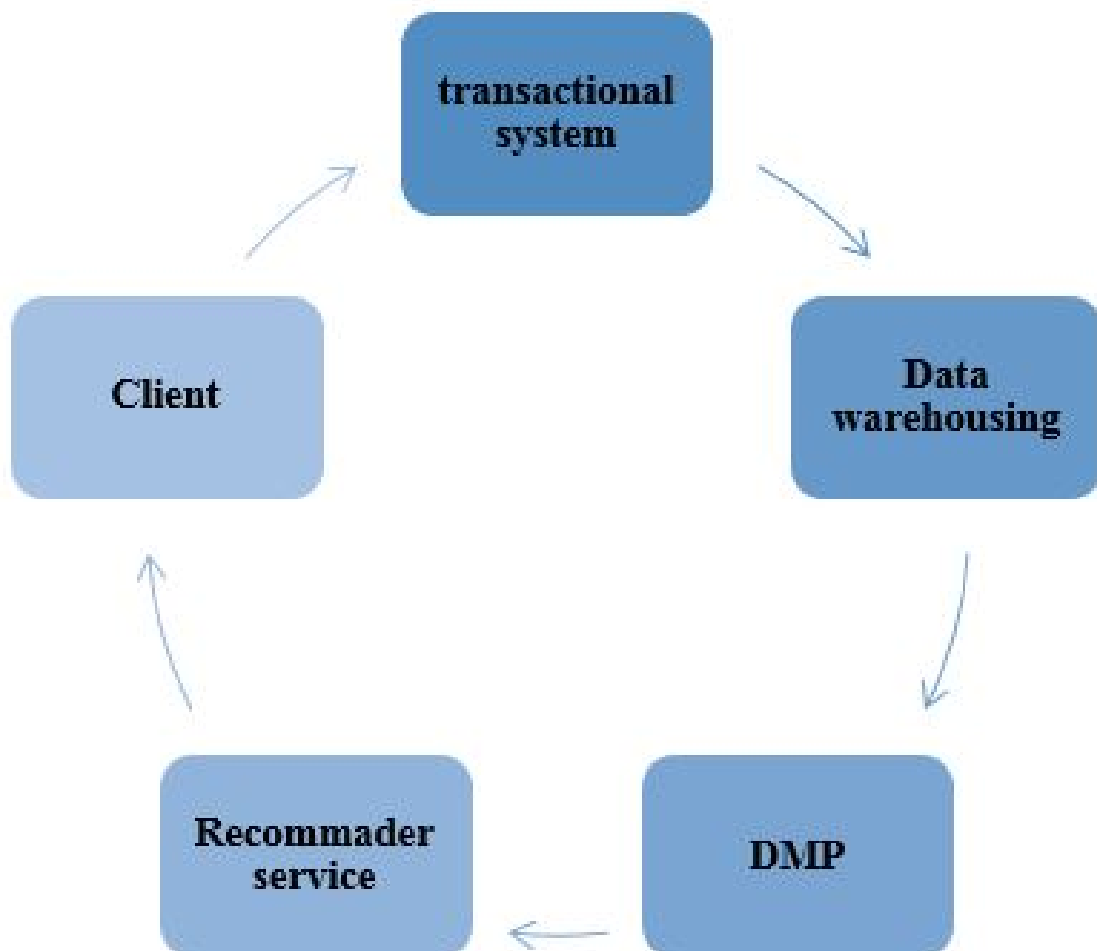 transactional
system
Data
warehousing
DMP
Recommader
service
Client